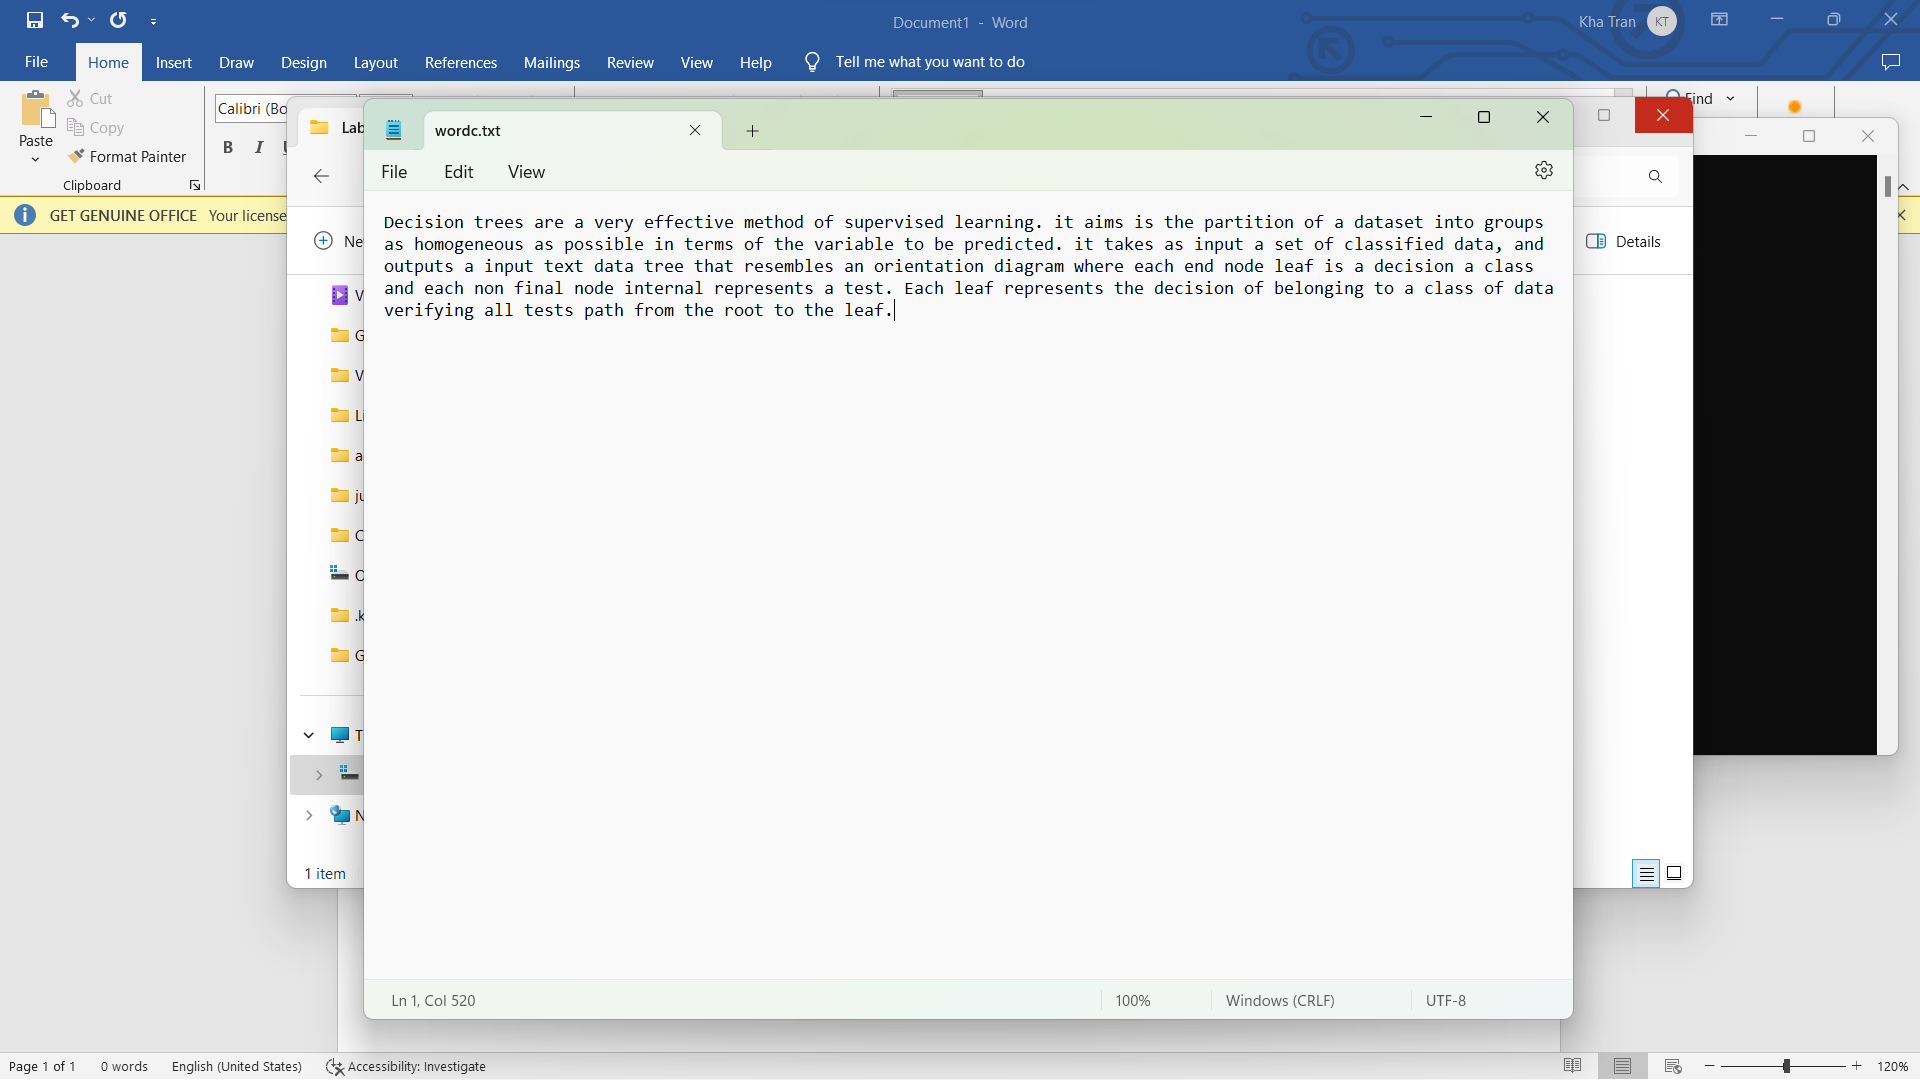 Document1 - Word
Kha Tran
KT
File
Home
Insert
Draw
Design
Layout
References
Mailings
Review
View
Help
Tell me what you want to do
Paste
Cut
Copy
Format Painter
Clipboard
Calibri (Bo
B
I
Find
GET GENUINE OFFICE Your license
Lab
Details
wordc.txt
File
Edit
View
Decision trees are a very effective method of supervised learning. it aims is the partition of a dataset into groups
as homogeneous as possible in terms of the variable to be predicted. it takes as input a set of classified data, and
outputs a input text data tree that resembles an orientation diagram where each end node leaf is a decision a class
and each non final node internal represents a test. Each leaf represents the decision of belonging to a class of data
verifying all tests path from the root to the leaf.
1 item
Ln 1, Col 520
100%
Windows (CRLF)
UTF-8
Page 1 of 1
0 words
English (United States)
Accessibility: Investigate
120%